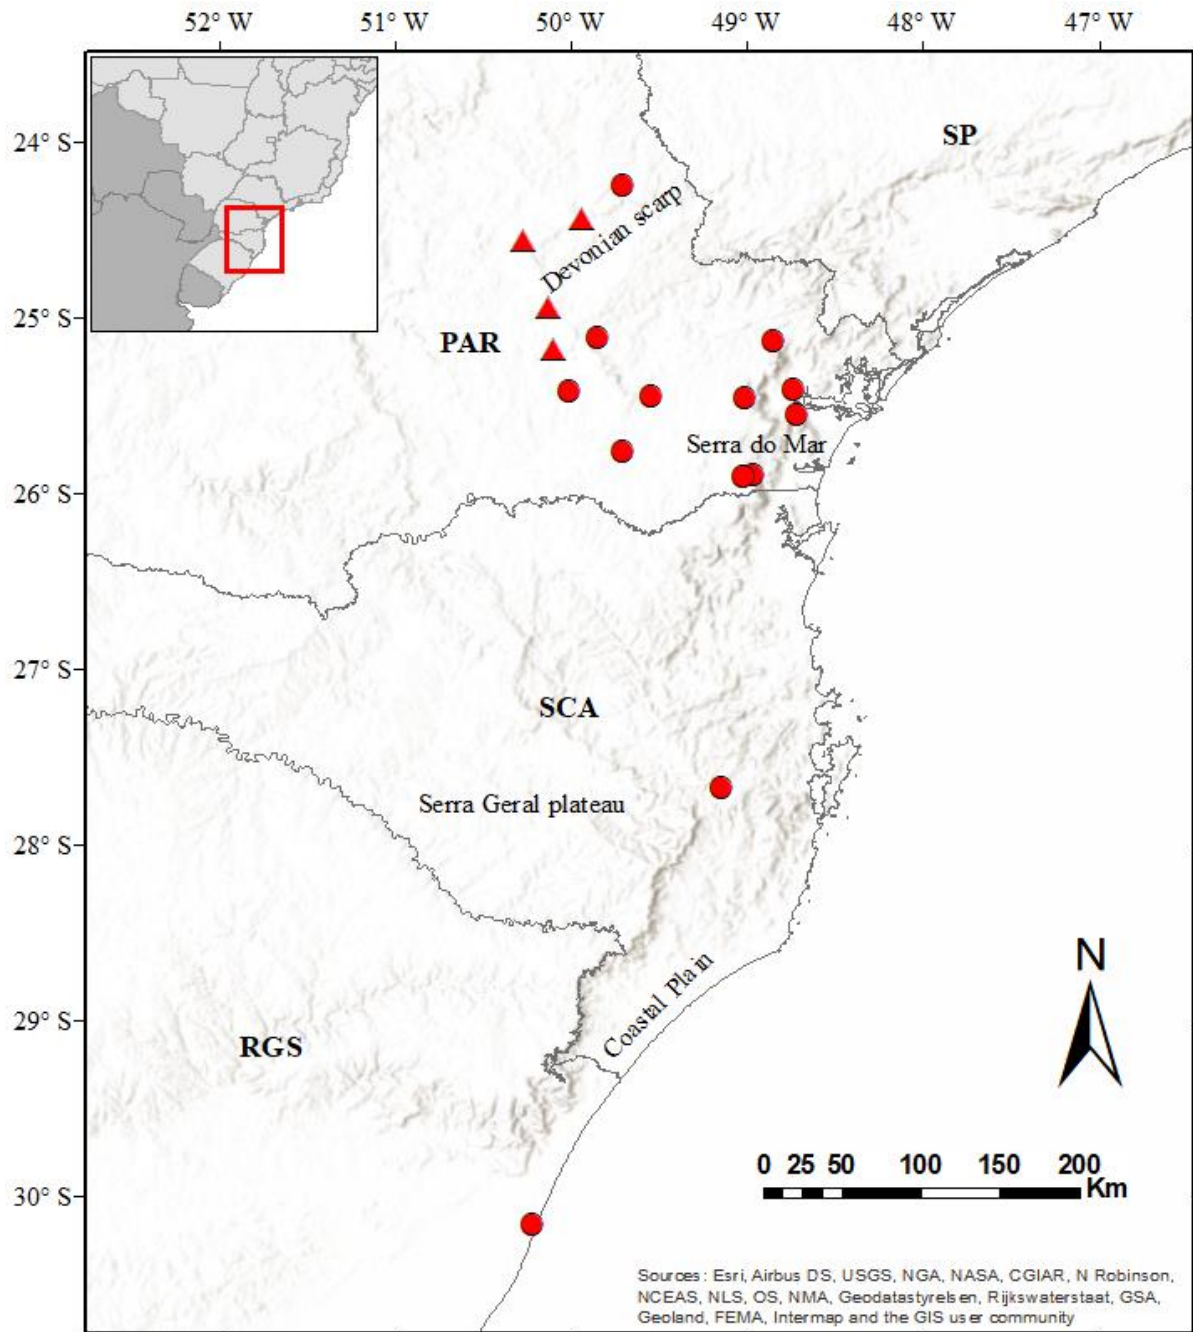 52° W 51° W 50° W 49° W 48° W 47° W
24° S
SP
Devonian scarp
25° S
PAR
Serra do Mar
26° S
27° S
SCA
Serra Geral plateau
28° S
N
Coastal Plain
29° S
RGS
0 25 50 100 150 200
Km
30° S
Sources: Esri, Airbus DS, USGS, NGA, NASA, CGIAR, N Robinson,
NCEAS, NLS, OS, NMA, Geodatastyrelsen, Rijkswaterstaat, GSA,
Geoland, FEMA, Intermap and the GIS user community